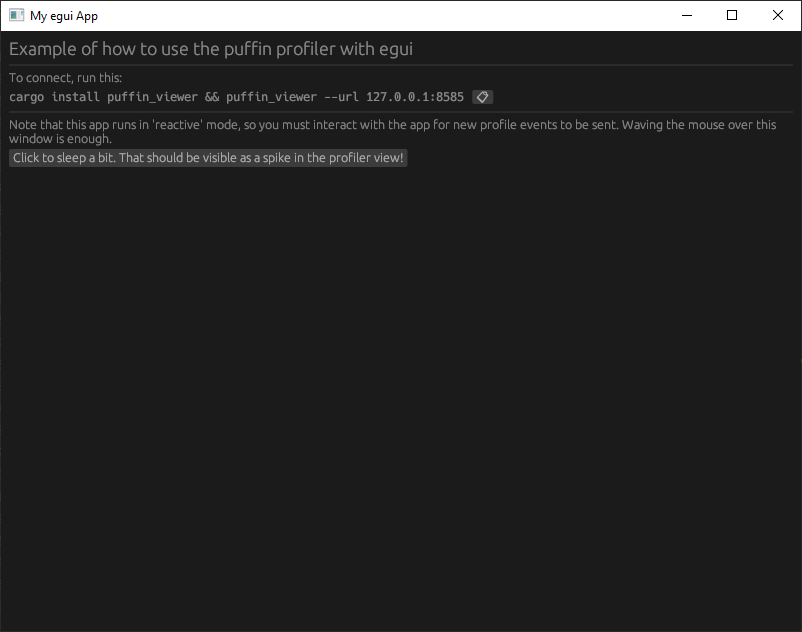 My egui App
Example of how to use the puffin profiler with egui
To connect, run this:
cargo install puffin_viewer && puffin_viewer --url 127.0.0.1:8585
Note that this app runs in 'reactive' mode, so you must interact with the app for new profile events to be sent. Waving the mouse over this
window is enough.
Click to sleep a bit. That should be visible as a spike in the profiler view!